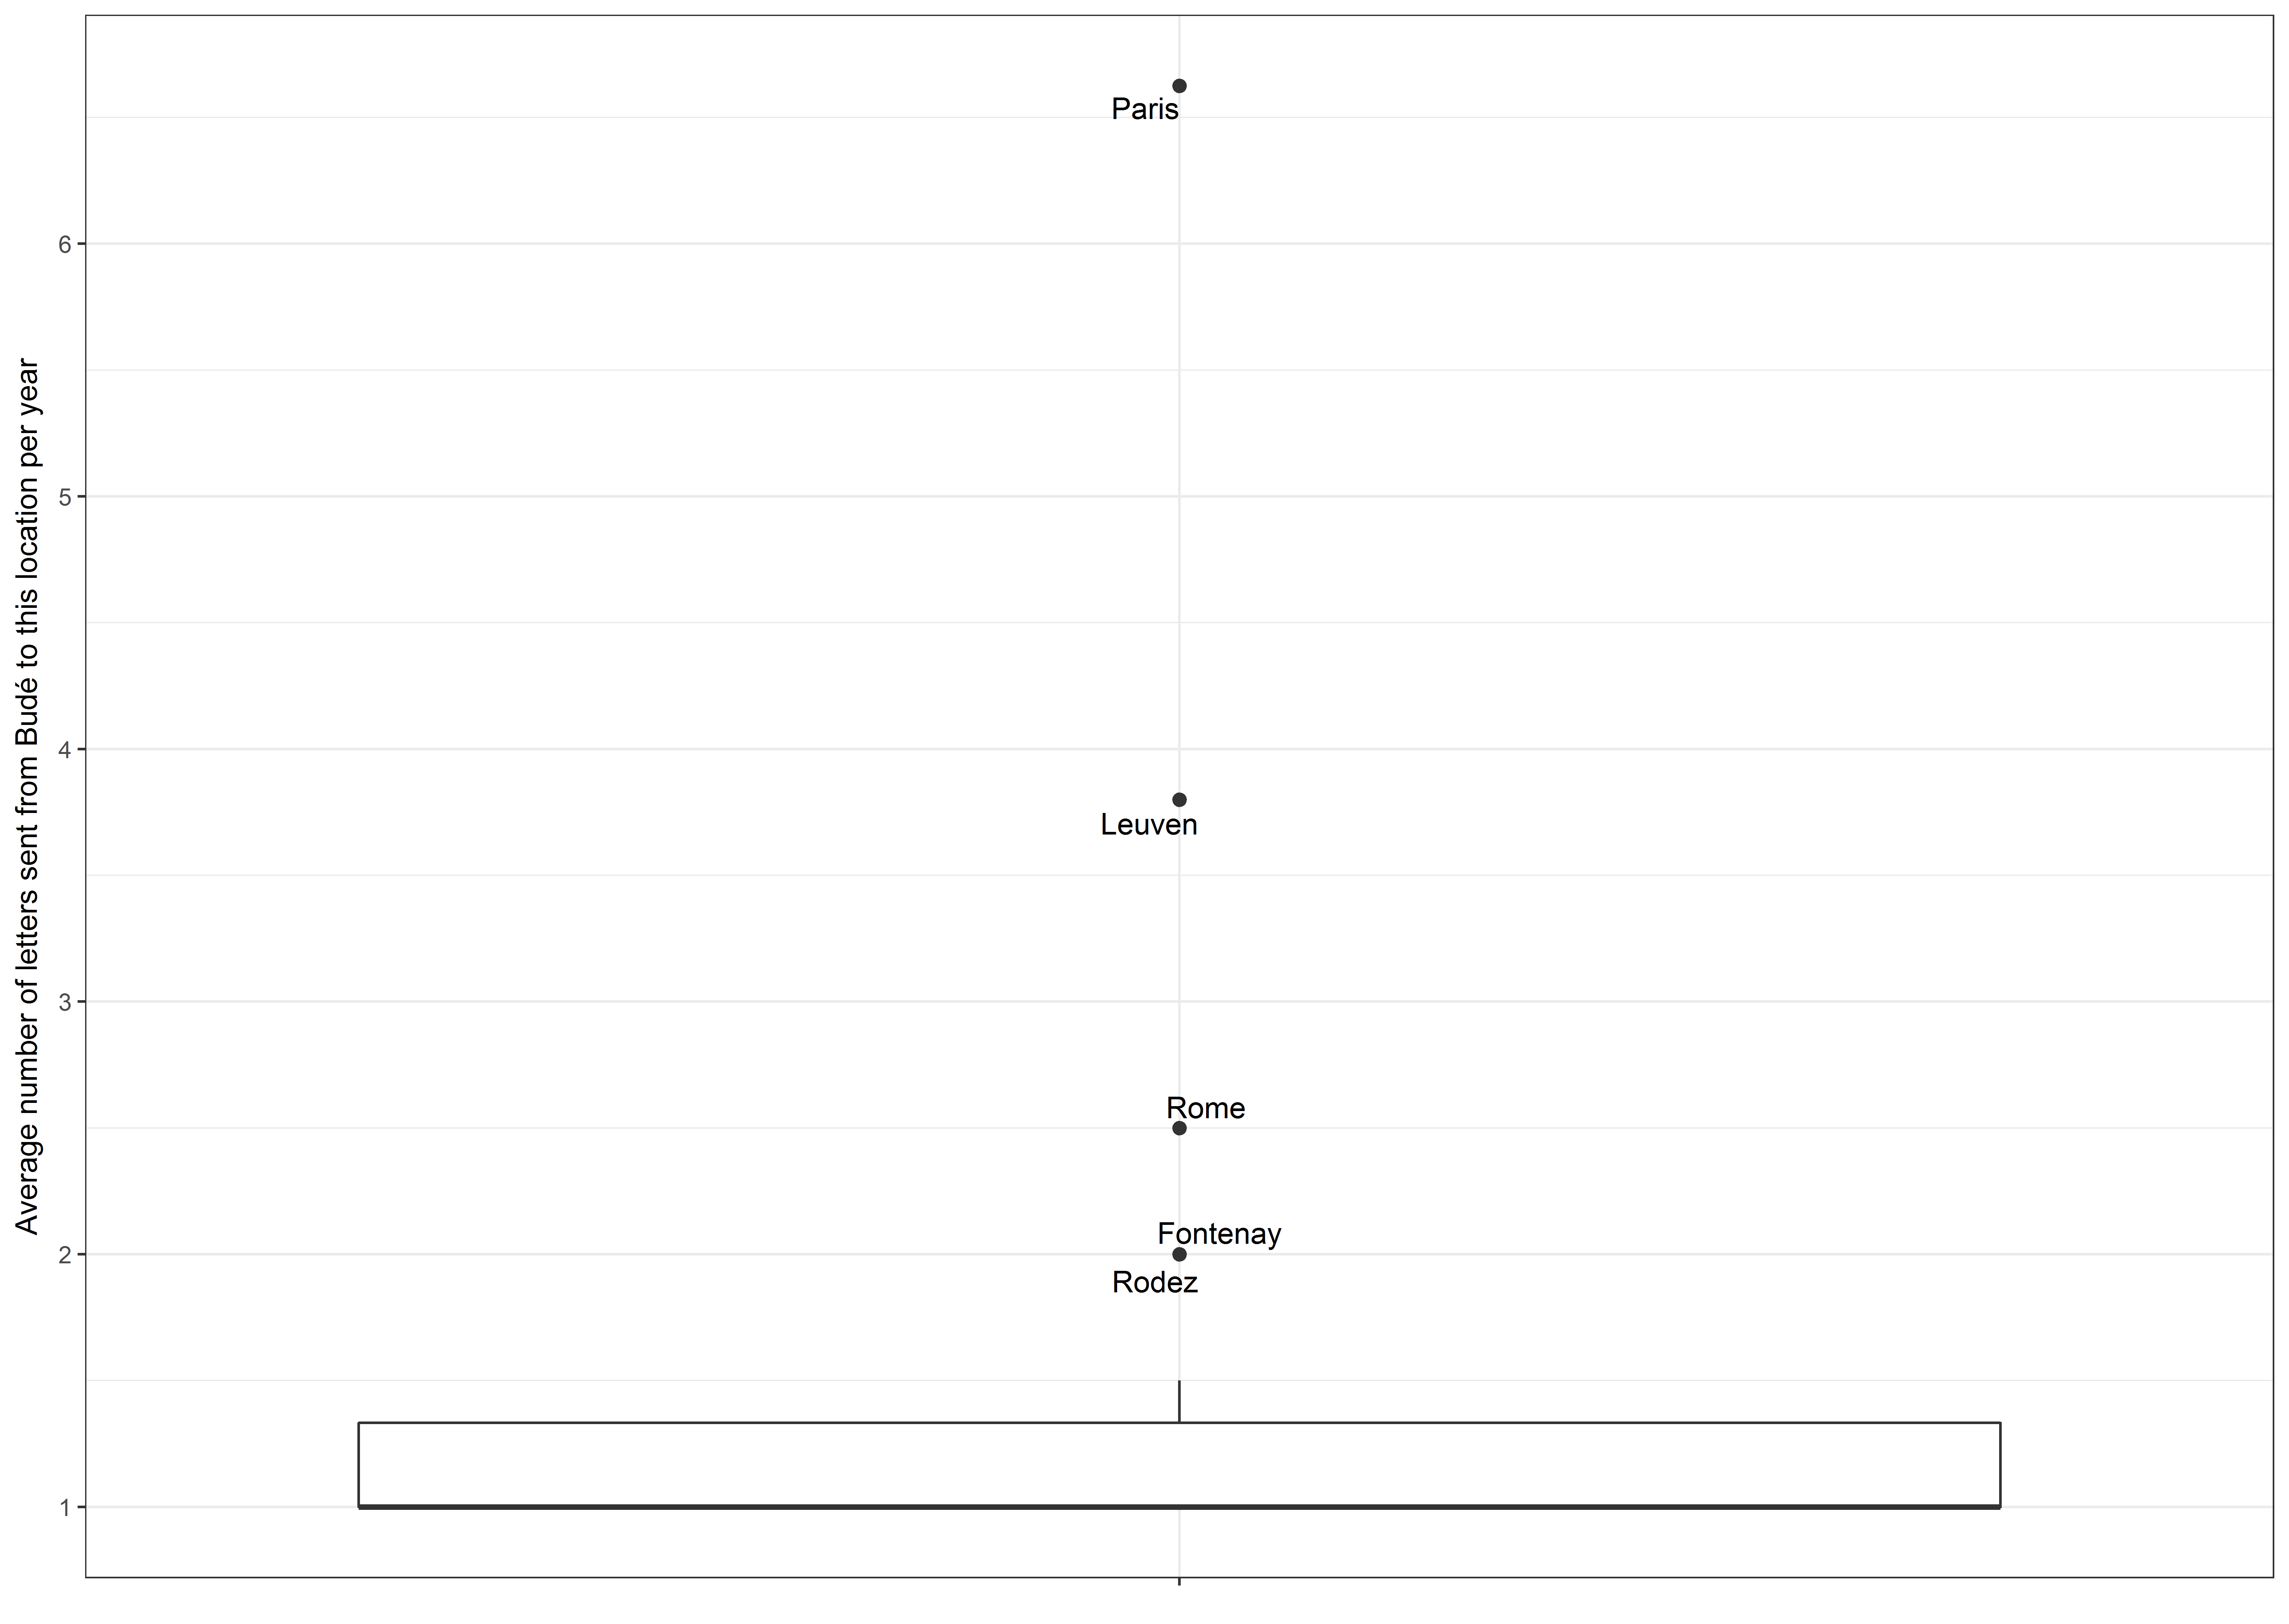 Average number of letters sent from Budé to this location per year
6
5
4
3
2
1
Paris
Leuven
Rome
Fontenay
Rodez